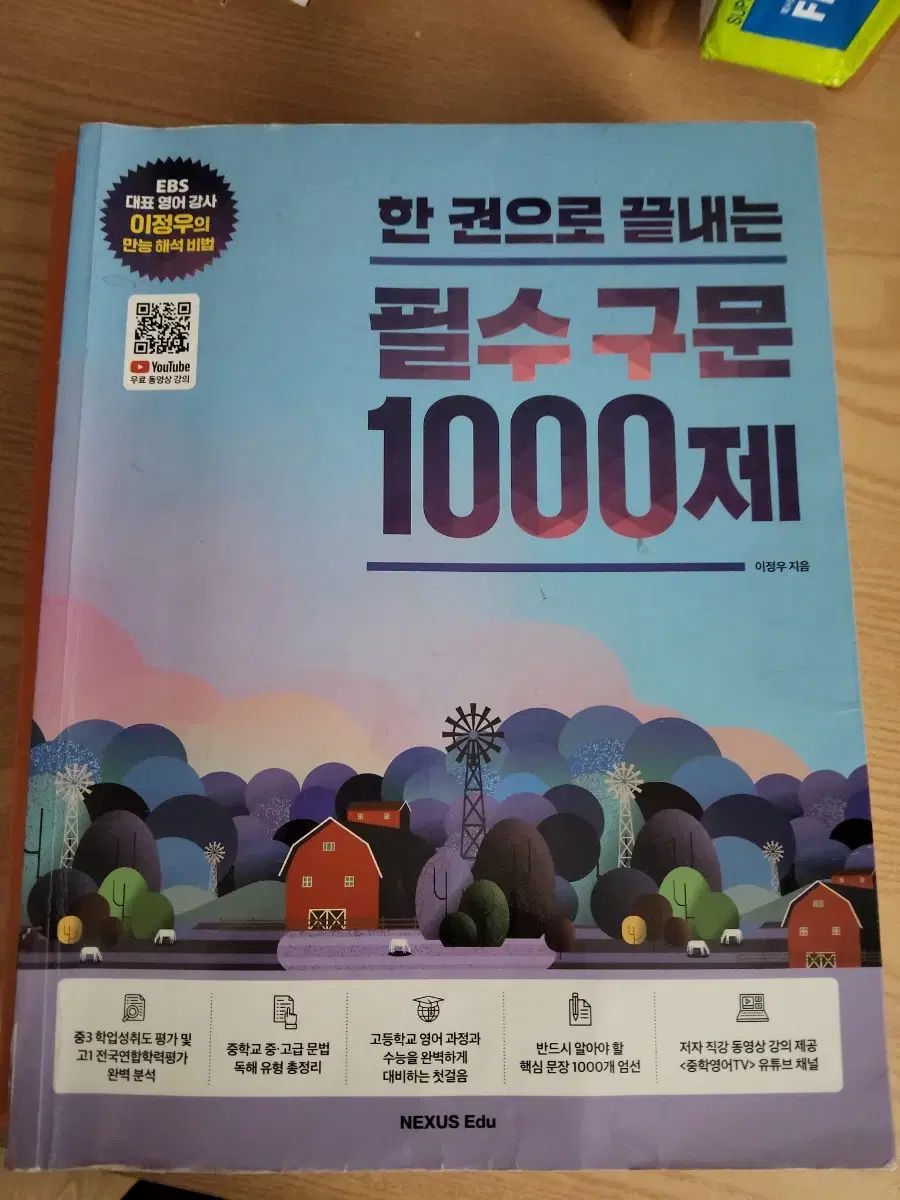 EBS
대표 영어 강사
이정우의
만능 해석 비법
YouTube
무료 동영상 강의
한 권으로 끝내는
필수 구문
1000제
이정우 지음
중3 학업성취도 평가 및
고1 전국연합학력평가
완벽 분석
중학교 중·고급 문법
독해 유형 총정리
고등학교 영어 과정과
수능을 완벽하게
대비하는 첫걸음
반드시 알아야 할
핵심 문장 1000개 엄선
저자 직강 동영상 강의 제공
<중학영어TV> 유튜브 채널
NEXUS Edu